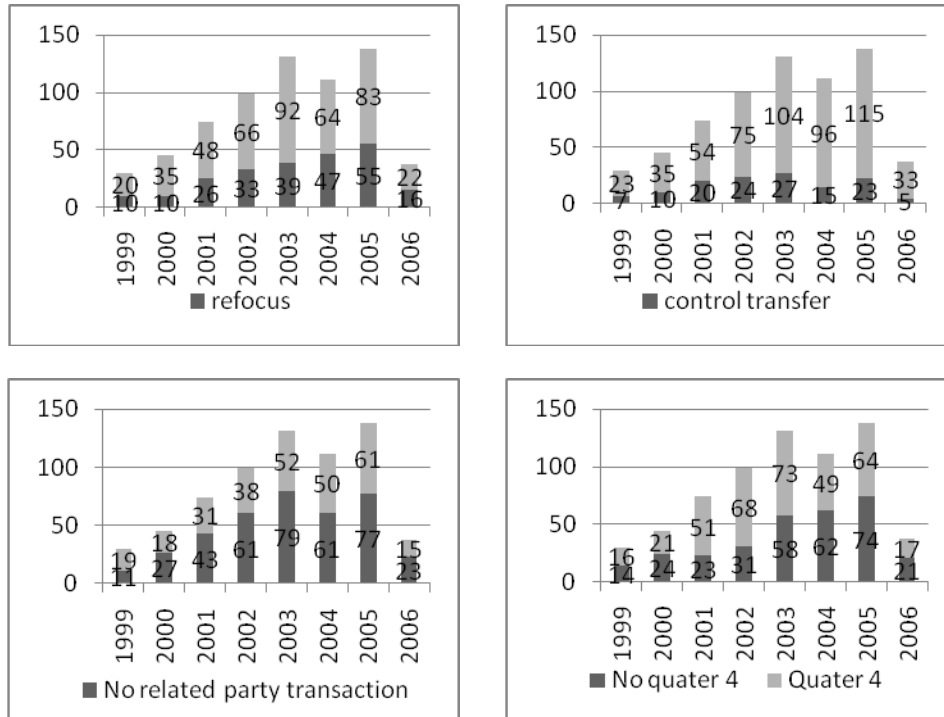 150
100
50
0
20 35 48 66 92 64 83 22
10 10 26 33 39 47 55 16
1999 2000 2001 2002 2003 2004 2005 2006
refocus
150
100
50
0
23 35 54 75 104 96 115 33
7 10 20 24 27 15 23 5
1999 2000 2001 2002 2003 2004 2005 2006
control transfer
150
100
50
0
19 18 31 38 52 50 61 15
11 27 43 61 79 61 77 23
1999 2000 2001 2002 2003 2004 2005 2006
No related party transaction
150
100
50
0
16 21 51 68 73 49 64 17
14 24 23 31 58 62 74 21
1999 2000 2001 2002 2003 2004 2005 2006
No quater 4 Quater 4